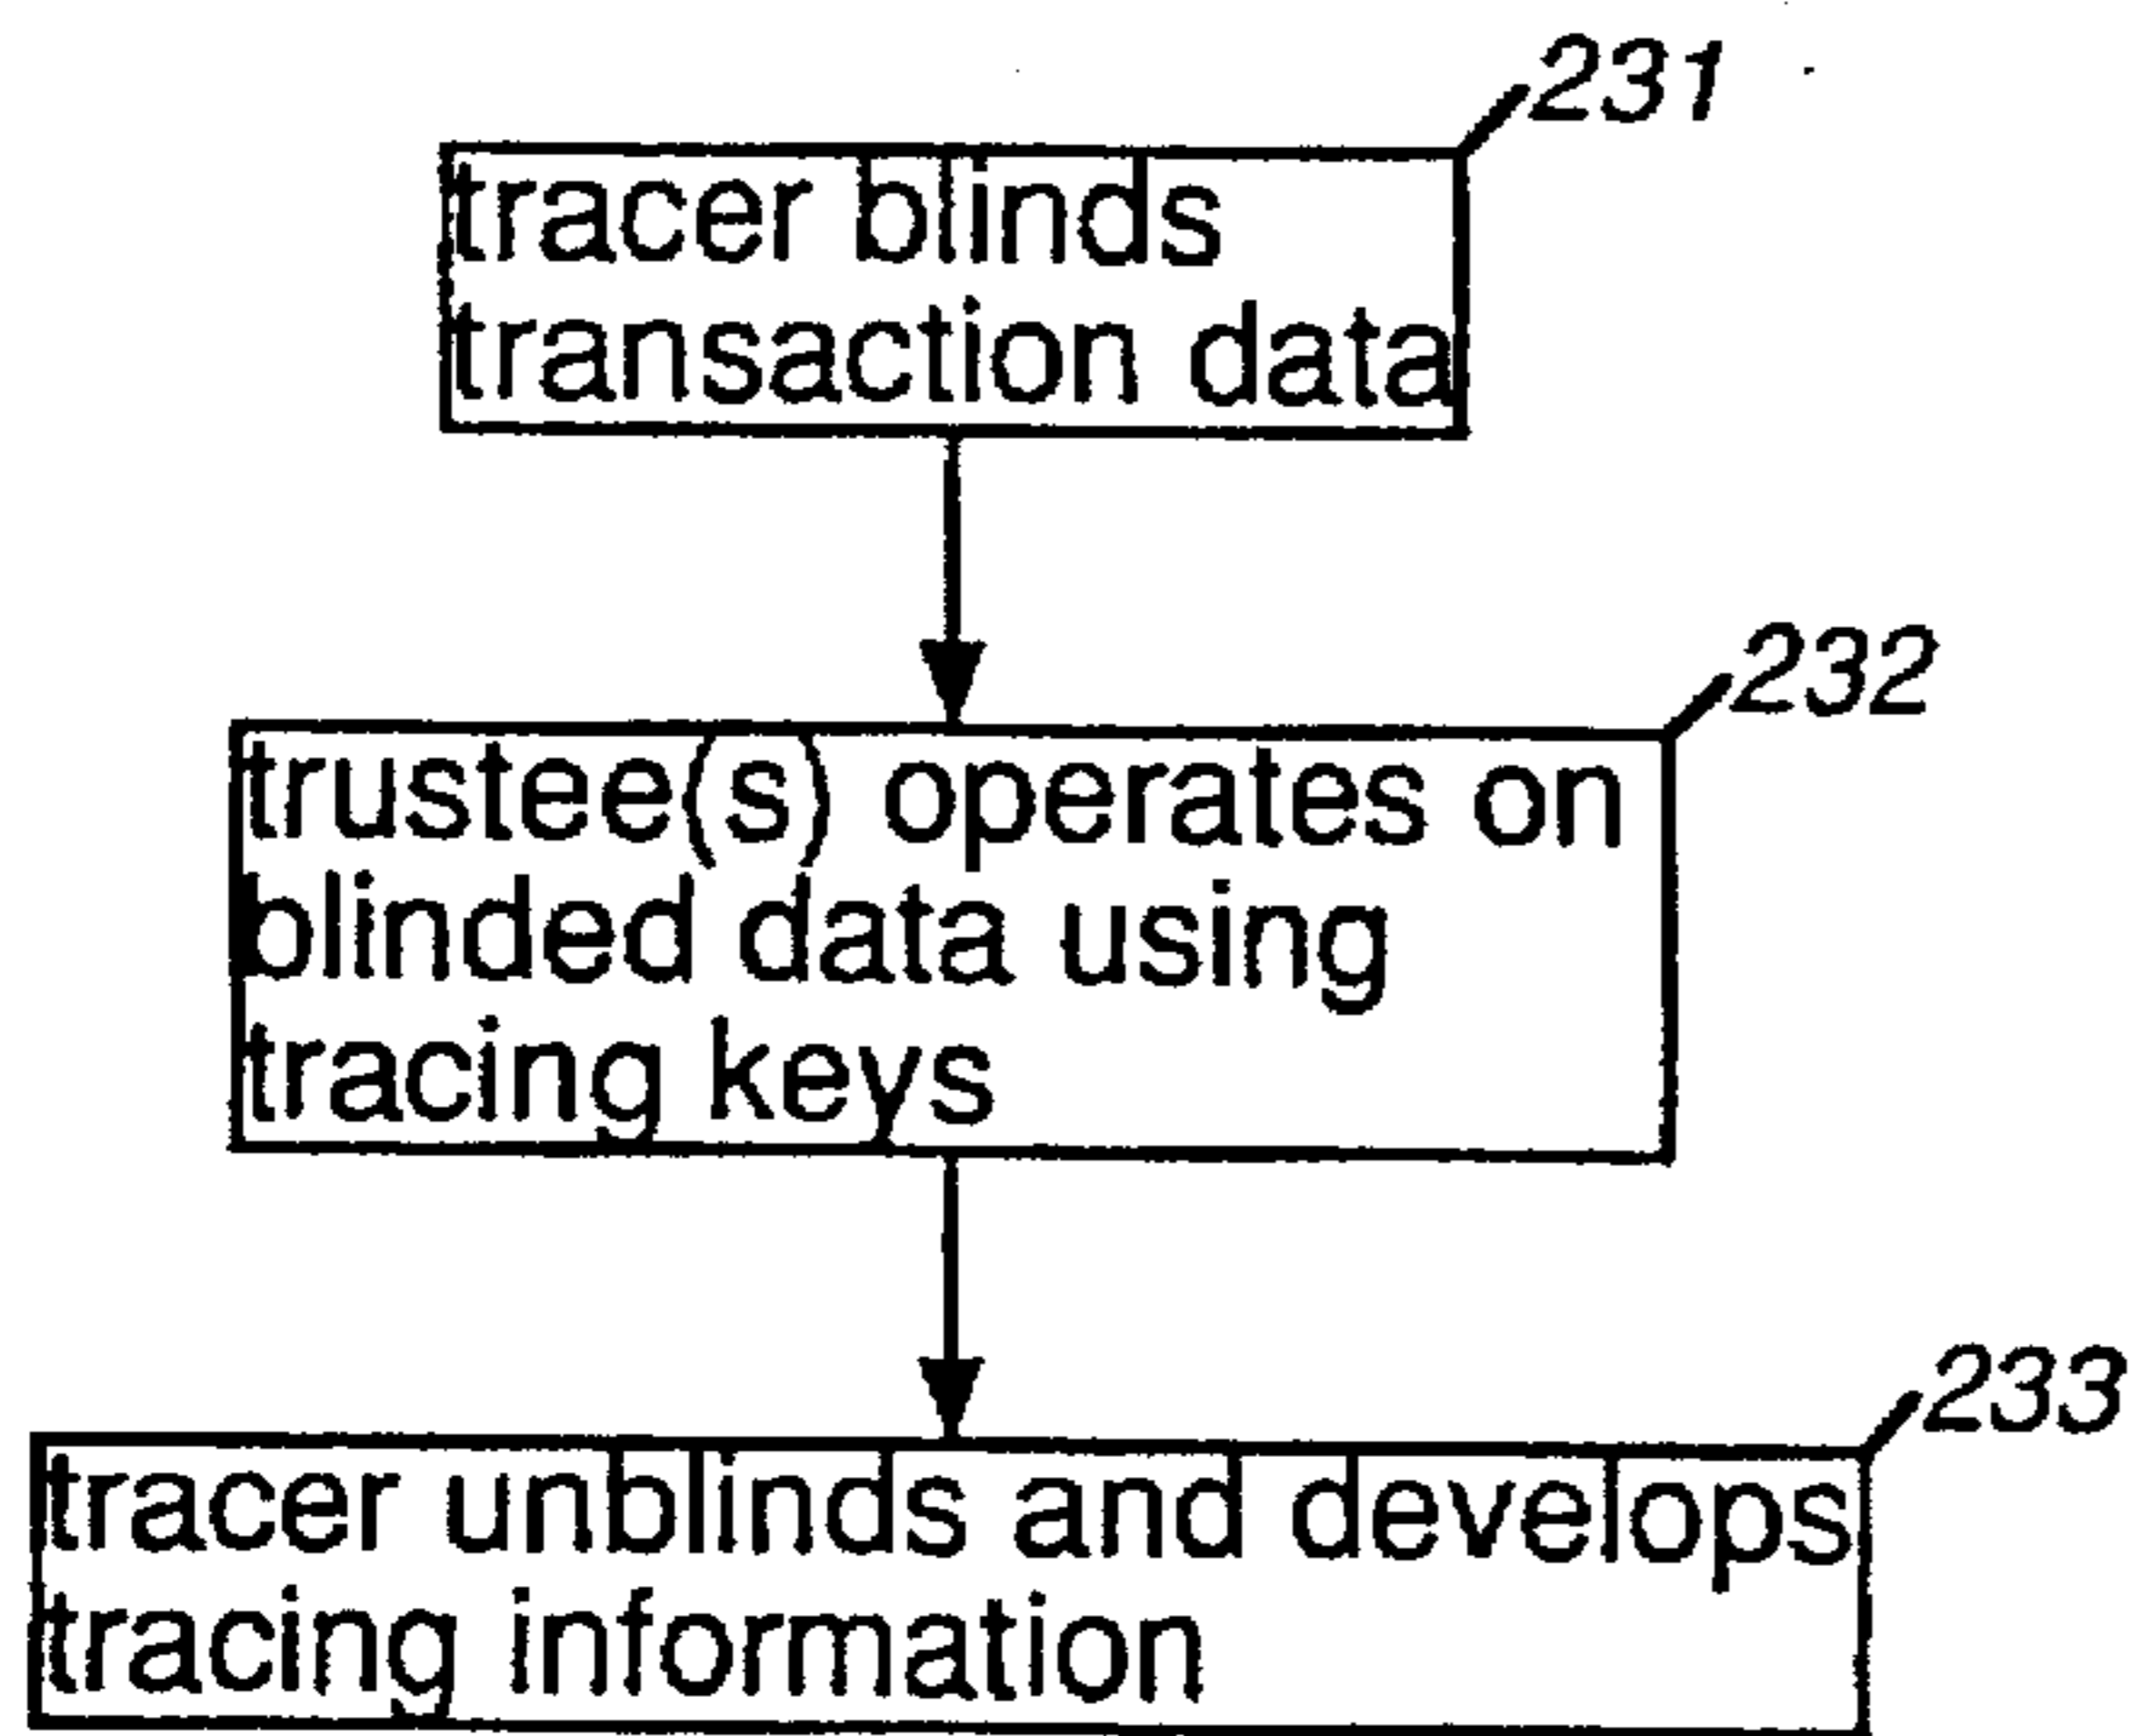 231
tracer blinds
transaction data
232
trustee(s) operates on
blinded data using
tracing keys
233
tracer unblinds and develops
tracing information